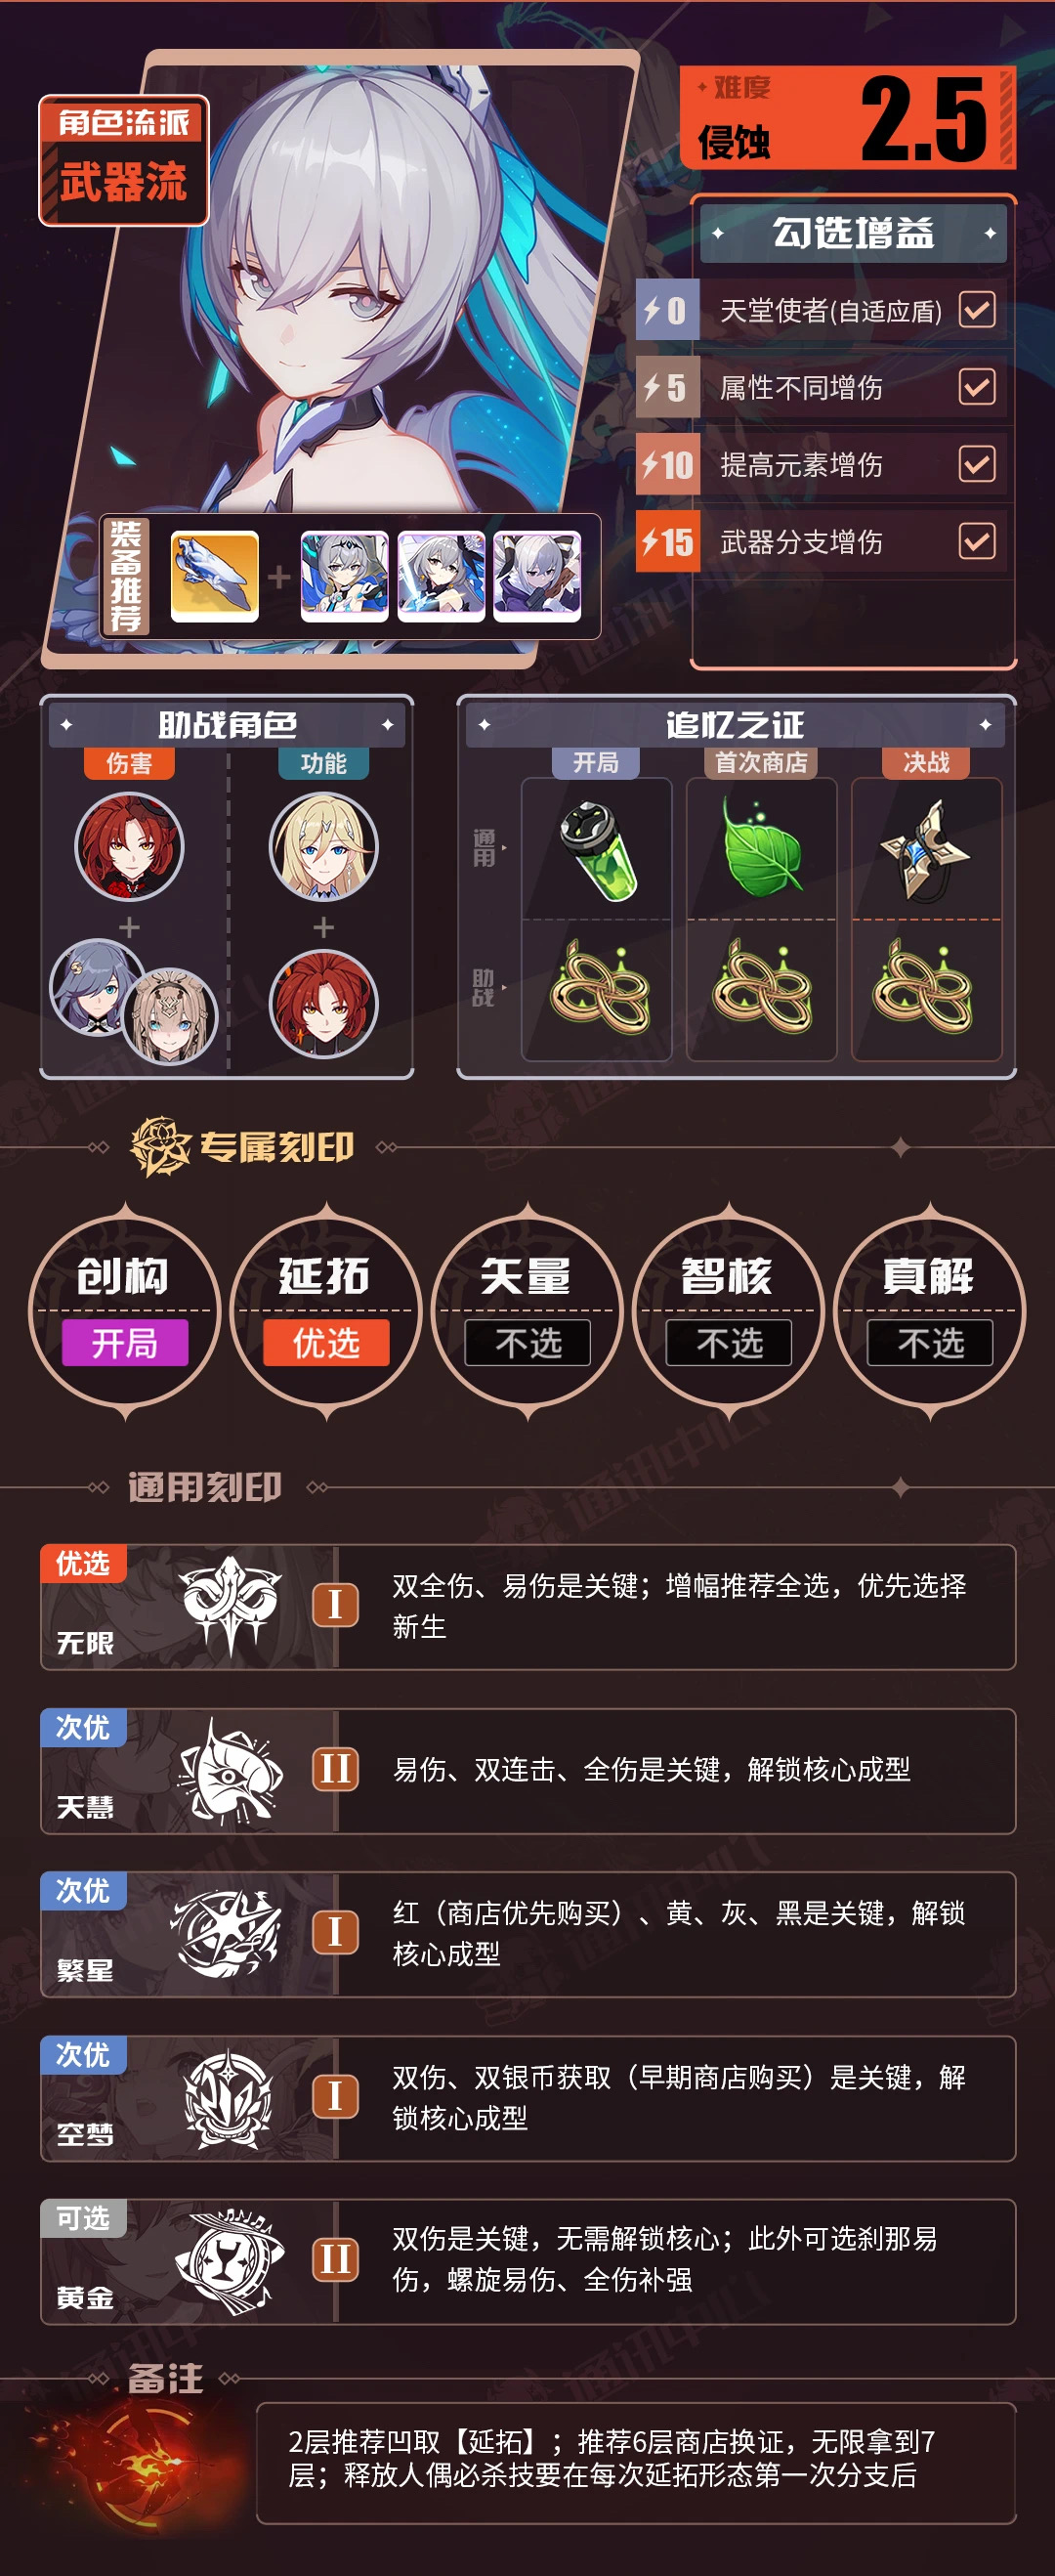 角色流派
武器流
难度
侵蚀
2.5
勾选增益
0 天堂使者(自适应盾)
5 属性不同增伤
10 提高元素增伤
15 武器分支增伤
装备推荐
助战角色
伤害 功能
追忆之证
开局 首次商店 决战
通用
助战
专属刻印
创构 延拓 矢量 智核 真解
开局 优选 不选 不选 不选
通用刻印
优选
无限
I
双全伤、易伤是关键；增幅推荐全选，优先选择
新生
次优
天慧
II
易伤、双连击、全伤是关键，解锁核心成型
次优
繁星
I
红（商店优先购买）、黄、灰、黑是关键，解锁
核心成型
次优
空梦
I
双伤、双银币获取（早期商店购买）是关键，解
锁核心成型
可选
黄金
II
双伤是关键，无需解锁核心；此外可选刹那易
伤，螺旋易伤、全伤补强
备注
2层推荐凹取【延拓】；推荐6层商店换证，无限拿到7
层；释放人偶必杀技要在每次延拓形态第一次分支后
通讯中心